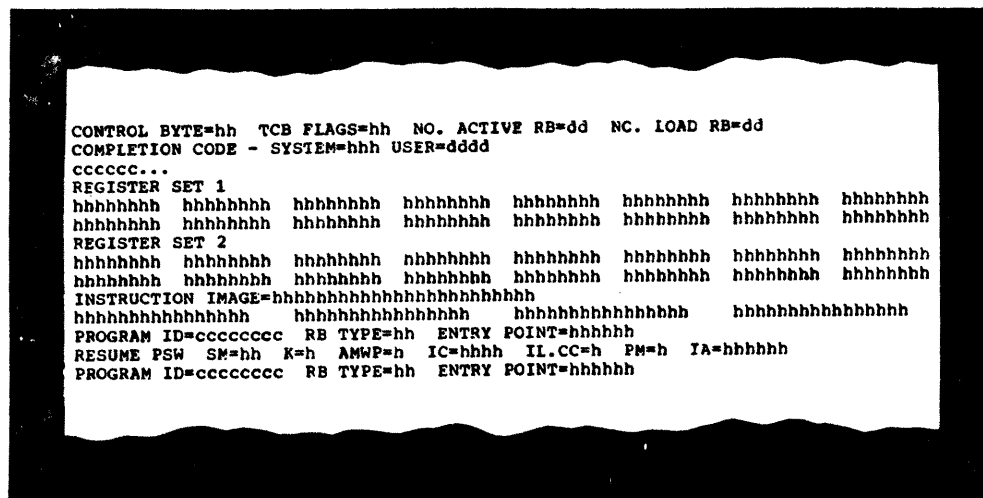 CONTROL BYTE=hh TCB FLAGS=hh NO. ACTIVE RB=dd NC. LOAD RB=dd
COMPLETION CODE - SYSTEM=hhh USER=dddd
cccccc...
REGISTER SET 1
hhhhhhhh hhhhhhhh hhhhhhhh hhhhhhhh hhhhhhhh hhhhhhhh hhhhhhhh hhhhhhhh
hhhhhhhh hhhhhhhh hhhhhhhh hhhhhhhh hhhhhhhh hhhhhhhh hhhhhhhh hhhhhhhh
REGISTER SET 2
hhhhhhhh hhhhhhhh hhhhhhhh hhhhhhhh hhhhhhhh hhhhhhhh hhhhhhhh hhhhhhhh
hhhhhhhh hhhhhhhh hhhhhhhh hhhhhhhh hhhhhhhh hhhhhhhh hhhhhhhh hhhhhhhh
INSTRUCTION IMAGE=hhhhhhhhhhhhhhhhhhhhhhhh
hhhhhhhhhhhhhhhh hhhhhhhhhhhhhhhh hhhhhhhhhhhhhhhh hhhhhhhhhhhhhhhh
PROGRAM ID=cccccccc RB TYPE=hh ENTRY POINT=hhhhhh
RESUME PSW SM=hh K=h AMWP=h IC=hhhh IL.CC=h PM=h IA=hhhhhh
PROGRAM ID=cccccccc RB TYPE=hh ENTRY POINT=hhhhhh